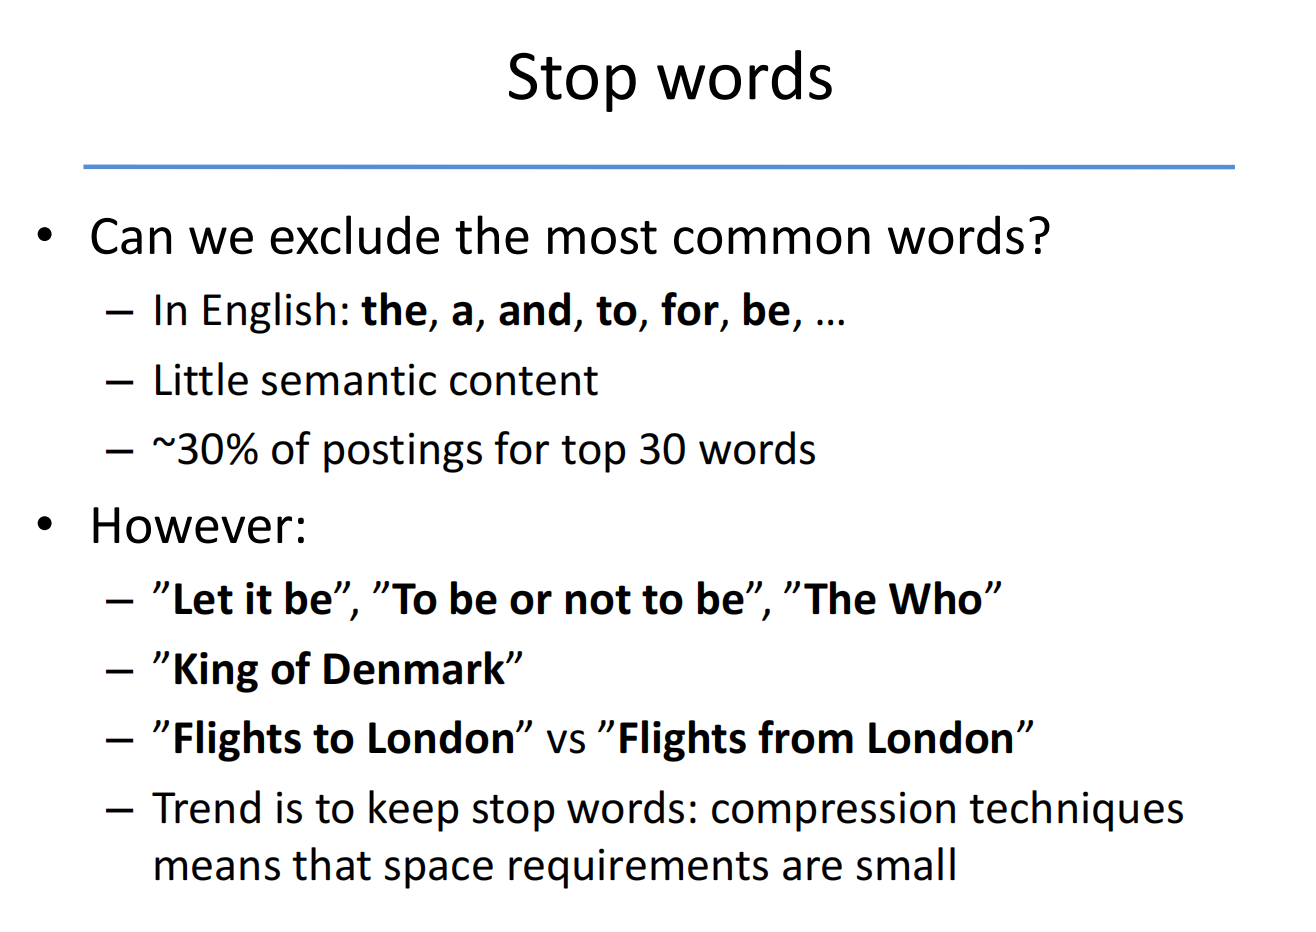 Stop words
• Can we exclude the most common words?
– In English: the, a, and, to, for, be, …
– Little semantic content
– ~30% of postings for top 30 words
• However:
– ”Let it be”, ”To be or not to be”, ”The Who”
– ”King of Denmark”
– ”Flights to London” vs ”Flights from London”
– Trend is to keep stop words: compression techniques
means that space requirements are small